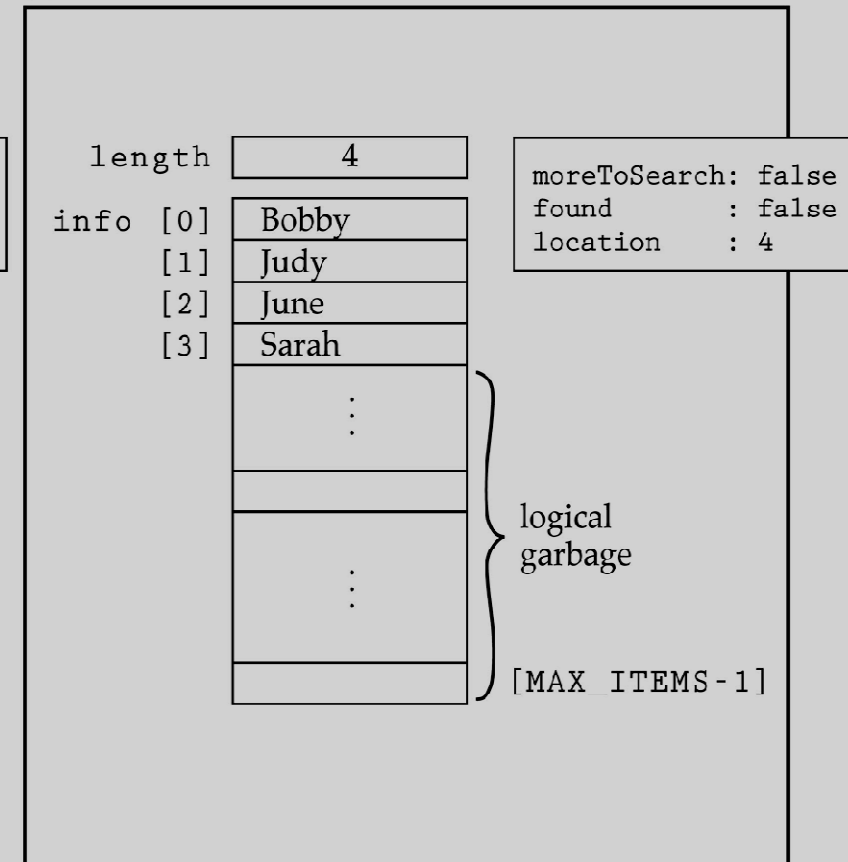 length 4
moreToSearch: false
found : false
location : 4
info [0] Bobby
[1] Judy
[2] June
[3] Sarah
logical
garbage
[MAX_ITEMS-1]